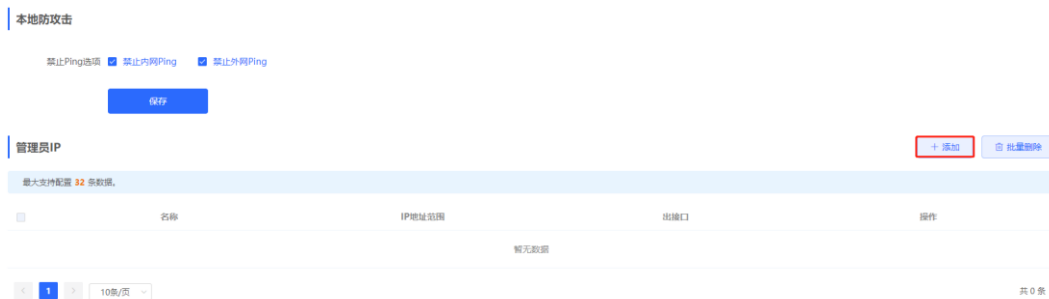 本地防攻击
禁止Ping选项 禁止内网Ping 禁止外网Ping
保存
管理员IP + 添加 批量删除
最大支持配置 32 条数据。
名称 IP地址范围 出接口 操作
暂无数据
< 1 > 10条/页 共 0 条